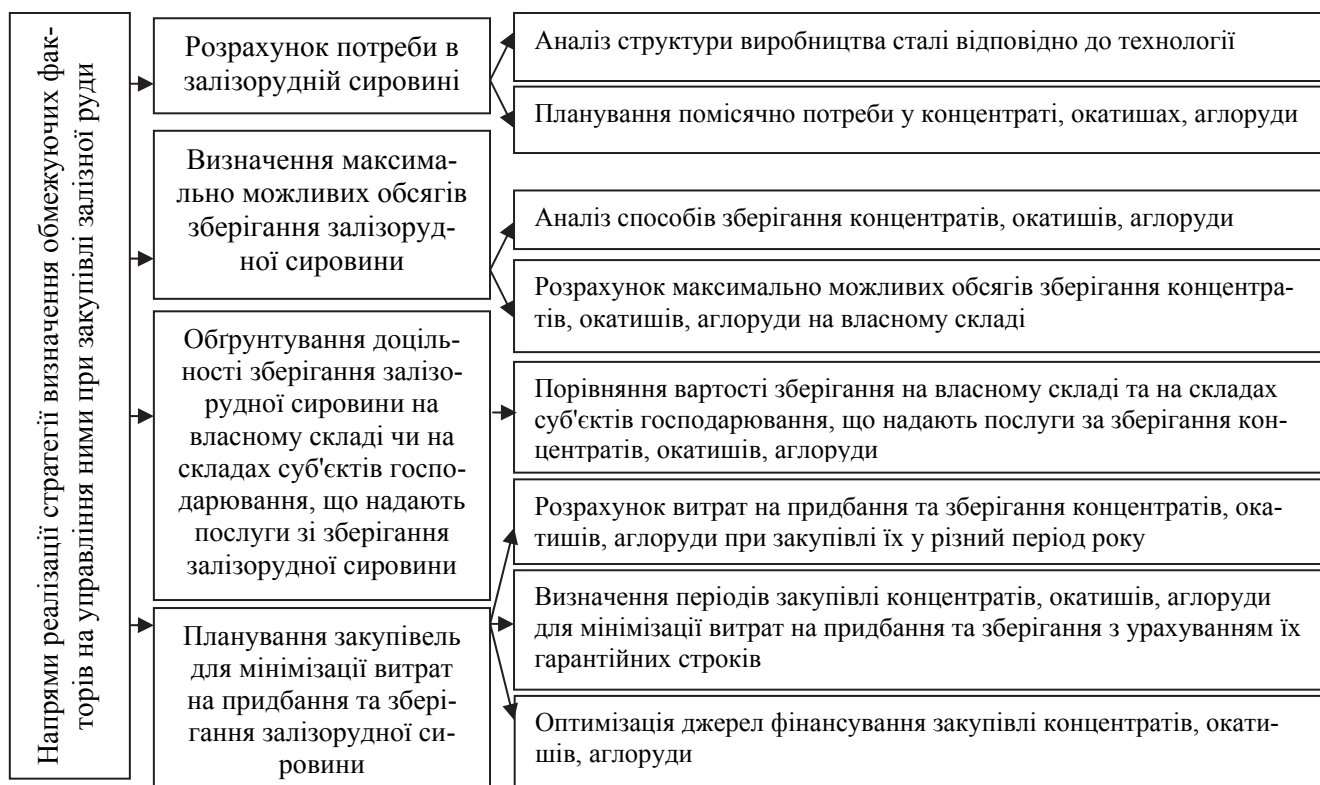 Напрями реалізації стратегії визначення обмежуючих фак-
торів на управління ними при закупівлі залізної руди
Розрахунок потреби в
залізорудній сировині
Аналіз структури виробництва сталі відповідно до технології
Планування помісячно потреби у концентраті, окатишах, аглоруди
Визначення максима-
льно можливих обсягів
зберігання залізоруд-
ної сировини
Аналіз способів зберігання концентратів, окатишів, аглоруди
Розрахунок максимально можливих обсягів зберігання концентра-
тів, окатишів, аглоруди на власному складі
Обґрунтування доціль-
ності зберігання залізо-
рудної сировини на
власному складі чи на
складах суб'єктів госпо-
дарювання, що надають
послуги зі зберігання
залізорудної сировини
Порівняння вартості зберігання на власному складі та на складах
суб'єктів господарювання, що надають послуги за зберігання кон-
центратів, окатишів, аглоруди
Планування закупівель
для мінімізації витрат
на придбання та збері-
гання залізорудної си-
ровини
Розрахунок витрат на придбання та зберігання концентратів, ока-
тишів, аглоруди при закупівлі їх у різний період року
Визначення періодів закупівлі концентратів, окатишів, аглоруди
для мінімізації витрат на придбання та зберігання з урахуванням їх
гарантійних строків
Оптимізація джерел фінансування закупівлі концентратів, окати-
шів, аглоруди